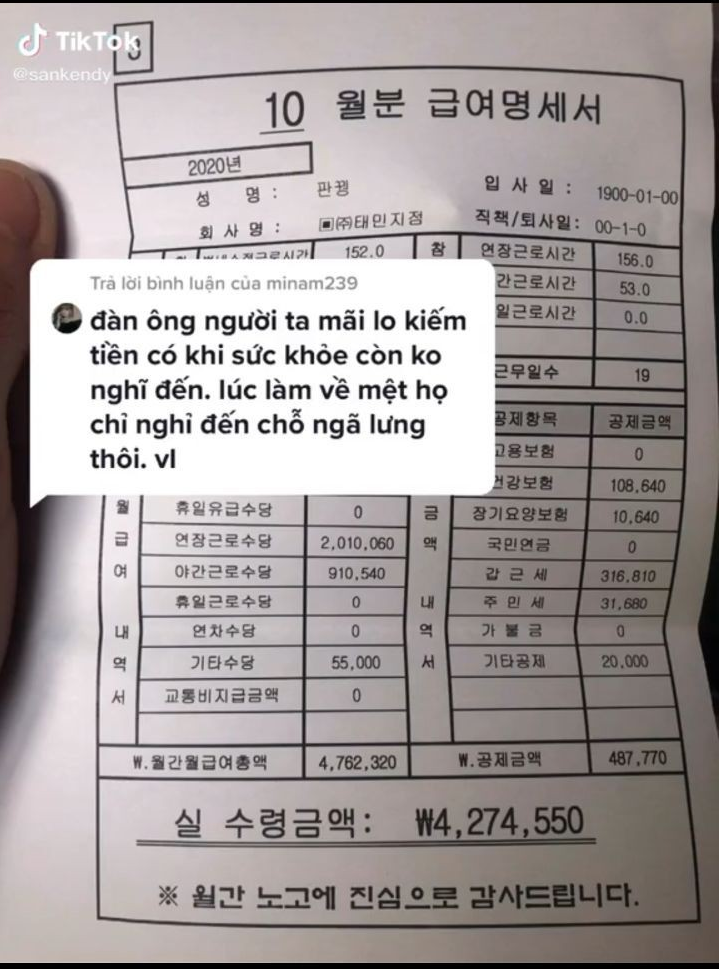 TikTok
@sankendy
10 월분 급여명세서
2020년
성 명 : 판꿩 입 사 일 : 1900-01-00
회 사 명 : ▣㈜태민지점 직책/퇴사일: 00-1-0
152.0 참 연장근로시간 156.0
간근로시간 53.0
일근로시간 0.0
근무일수 19
Trả lời bình luận của minam239
đàn ông người ta mãi lo kiếm
tiền có khi sức khỏe còn ko
nghĩ đến. lúc làm về mệt họ
chỉ nghỉ đến chỗ ngã lưng
thôi. vl
공제항목 공제금액
고용보험 0
건강보험 108,640
월 휴일유급수당 0 금 장기요양보험 10,640
급 연장근로수당 2,010,060 액 국민연금 0
여 야간근로수당 910,540 갑 근 세 316,810
휴일근로수당 0 내 주 민 세 31,680
내 연차수당 0 역 가 불 금 0
역 기타수당 55,000 서 기타공제 20,000
서 교통비지급금액 0
₩.월간월급여총액 4,762,320 ₩.공제금액 487,770
실 수령금액: ₩4,274,550
※ 월간 노고에 진심으로 감사드립니다.